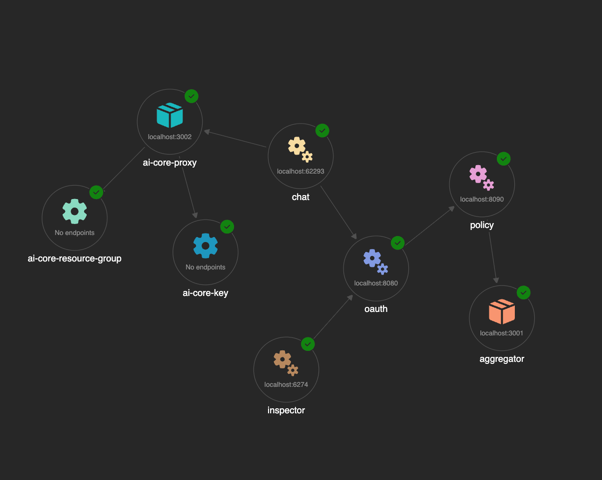 localhost:3002
ai-core-proxy
localhost:62293
chat
localhost:8090
policy
No endpoints
ai-core-resource-group
No endpoints
ai-core-key
localhost:8080
oauth
localhost:3001
aggregator
localhost:6274
inspector